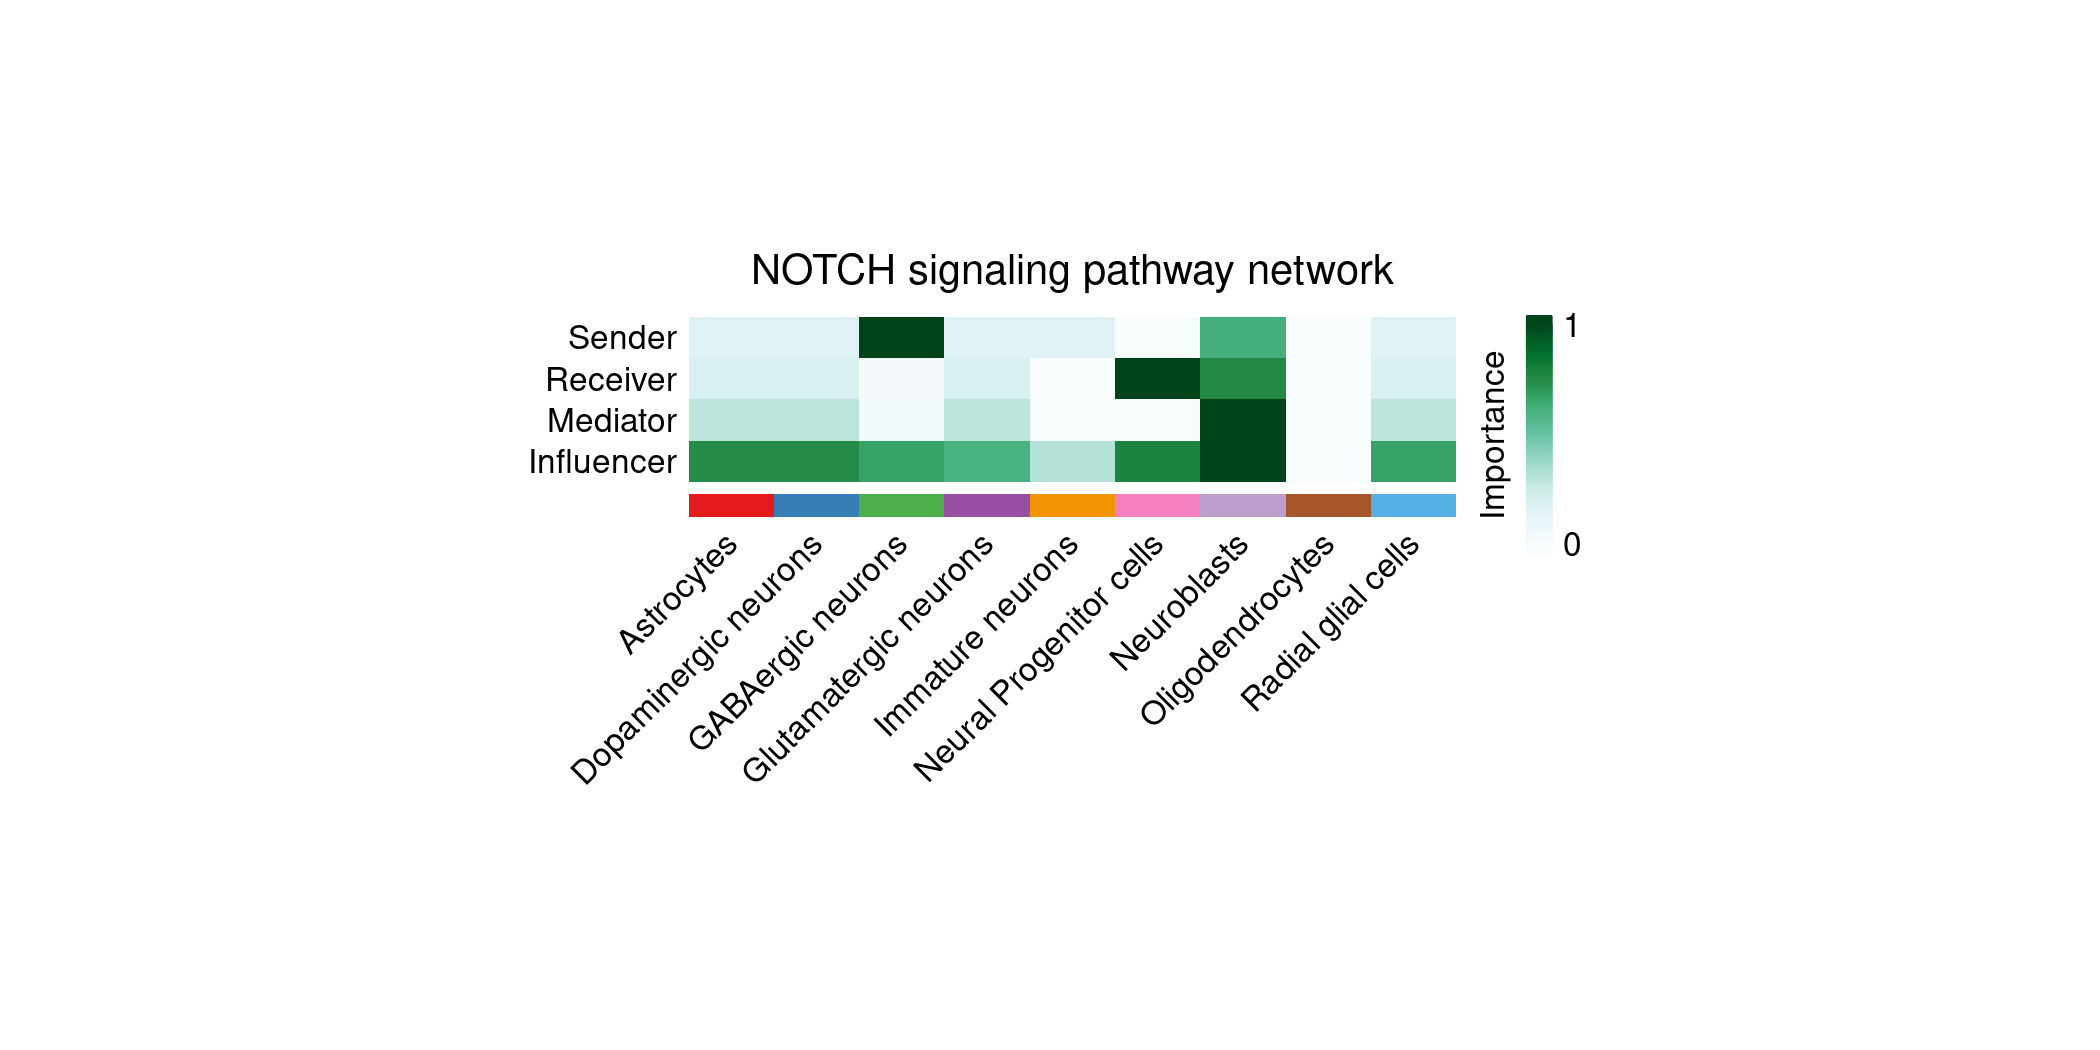 NOTCH signaling pathway network
Sender
Receiver
Mediator
Influencer
Astrocytes
Dopaminergic neurons
GABAergic neurons
Glutamatergic neurons
Immature neurons
Neural Progenitor cells
Neuroblasts
Oligodendrocytes
Radial glial cells
Importance
1
0